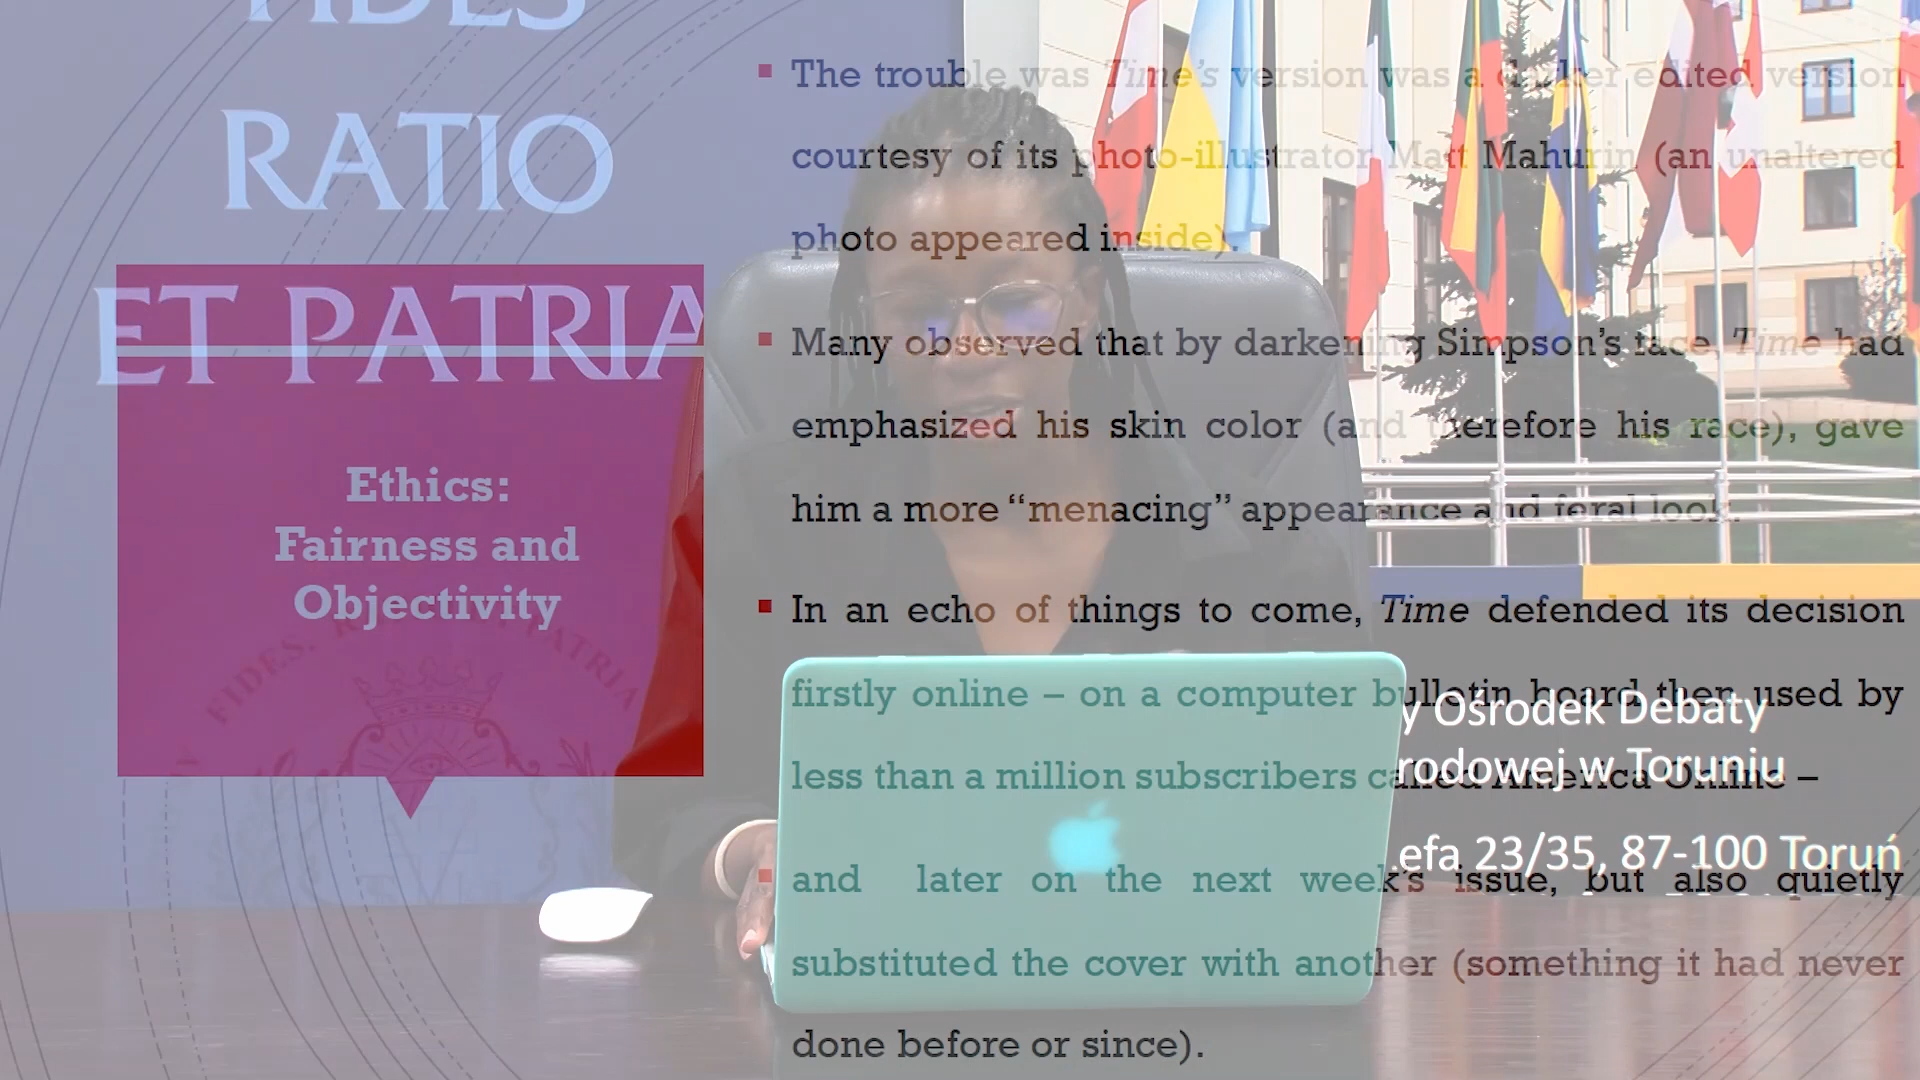 FIDES
RATIO
ET PATRIA
Ethics:
Fairness and
Objectivity
FIDES, R PATRIA
The trouble was Time's version was a darker edited version
courtesy of its photo-illustrator Matt Mahurin (an unaltered
photo appeared inside).
Many observed that by darkening Simpson's face Time had
emphasized his skin color (and therefore his race), gave
him a more “menacing” appearance and feral look.
In an echo of things to come, Time defended its decision
firstly online – on a computer bulletin board then used by
less than a million subscribers called America Online –
and later on the next week's issue, but also quietly
substituted the cover with another (something it had never
done before or since).
y Ośrodek Debaty
rodowej w Toruniu
efa 23/35, 87-100 Toruń